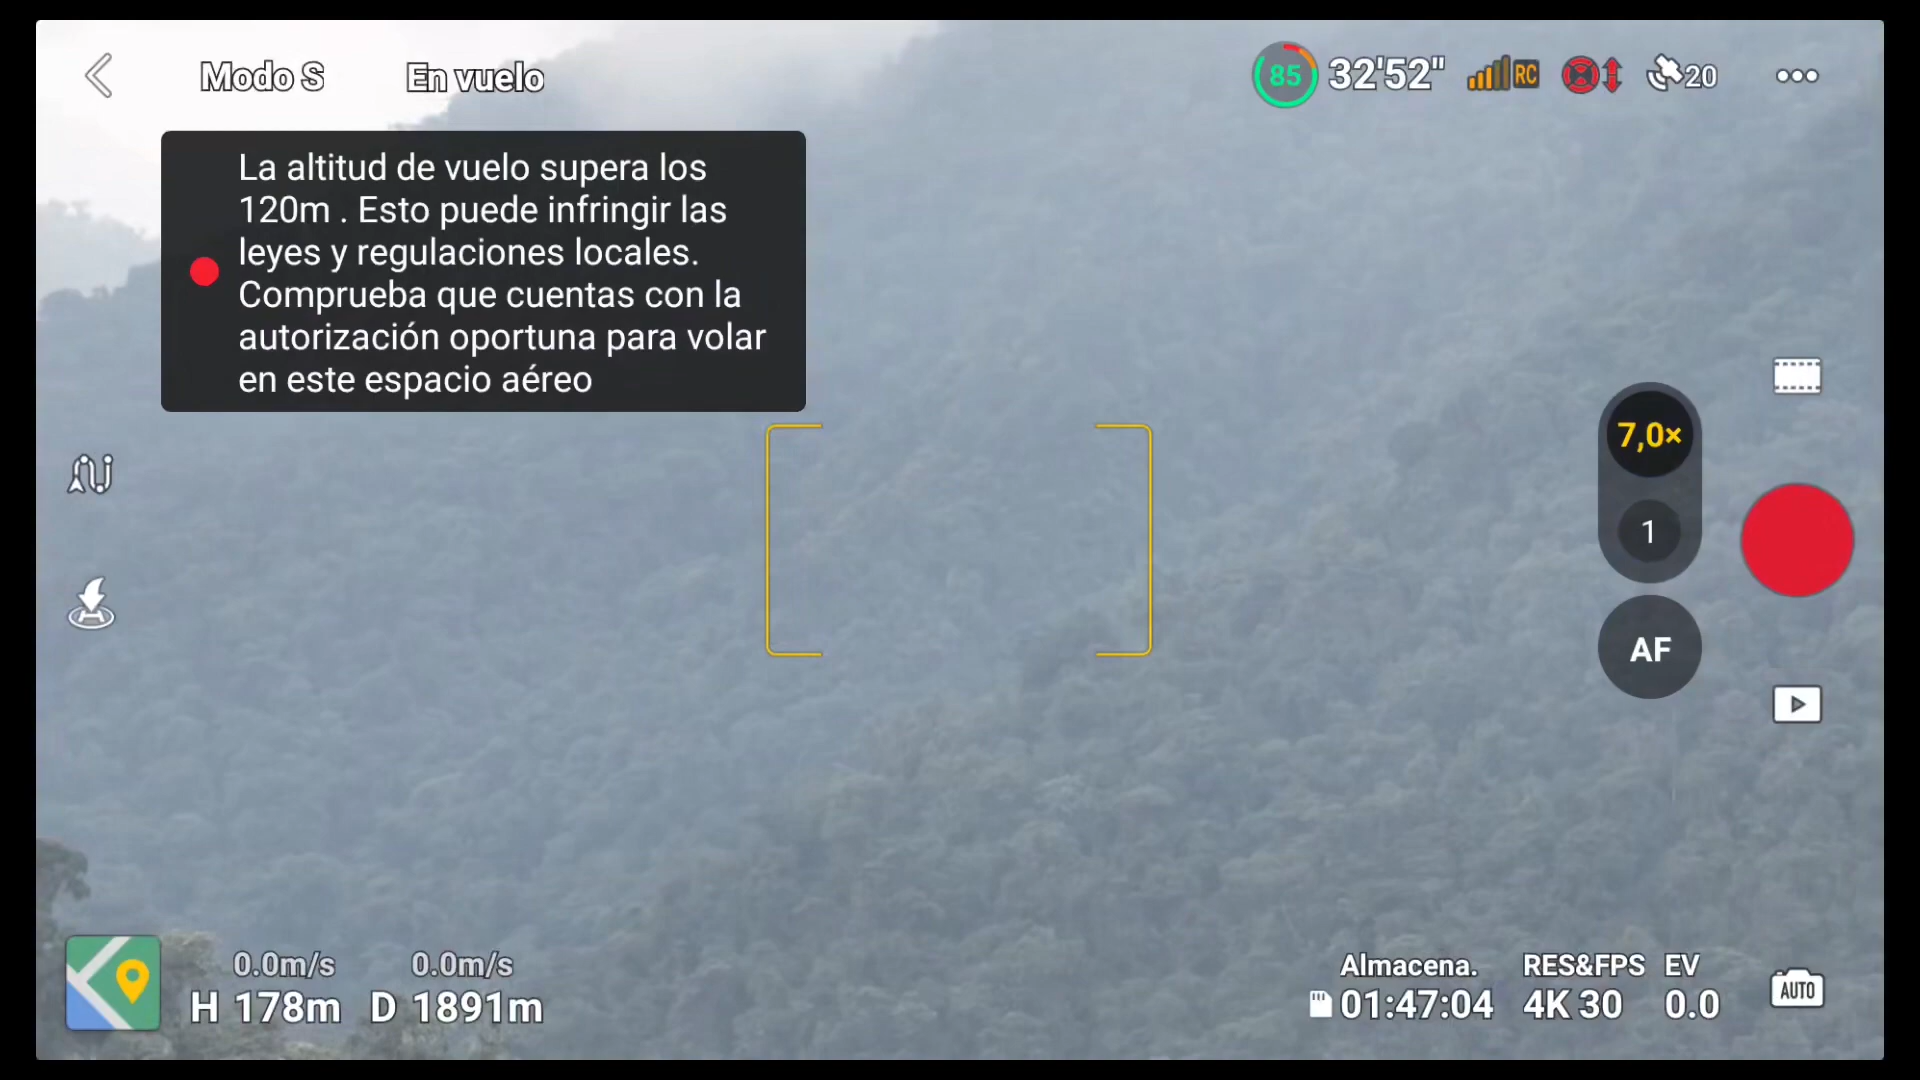 Modo S
En vuelo
85
32'52"
RC
20
La altitud de vuelo supera los
120m . Esto puede infringir las
leyes y regulaciones locales.
Comprueba que cuentas con la
autorización oportuna para volar
en este espacio aéreo
7,0×
1
AF
0.0m/s
0.0m/s
H 178m
D 1891m
Almacena.
01:47:04
RES&FPS
4K 30
EV
0.0
AUTO